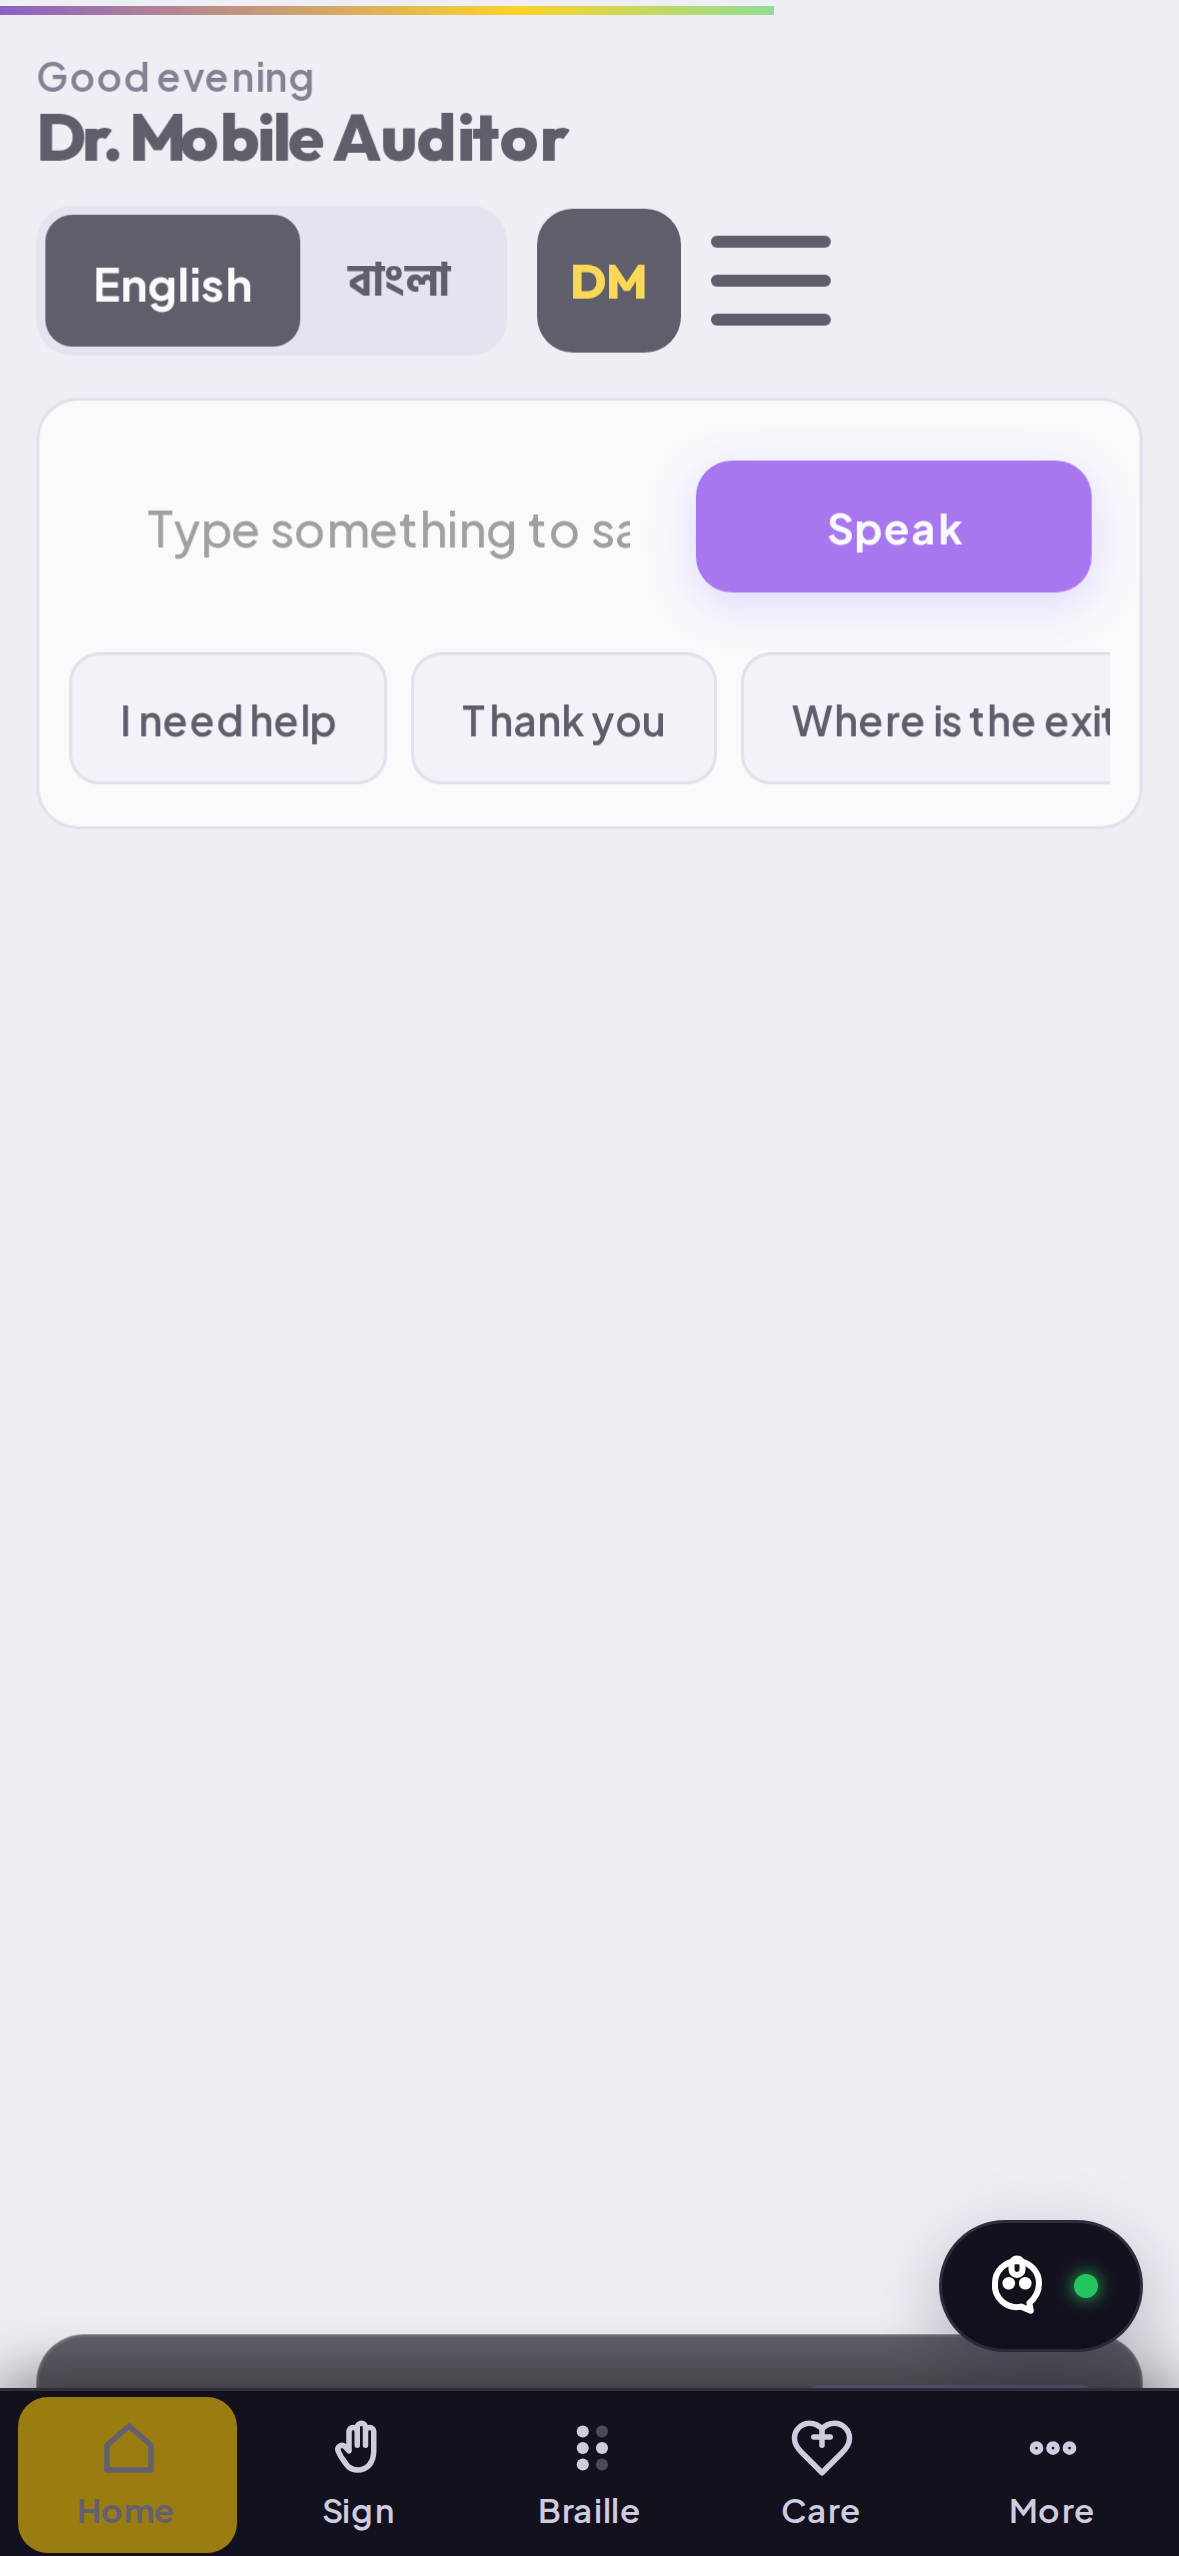 Good evening
Dr. Mobile Auditor
English বাংলা DM
Type something to sa Speak
I need help Thank you Where is the exit
Home Sign Braille Care More